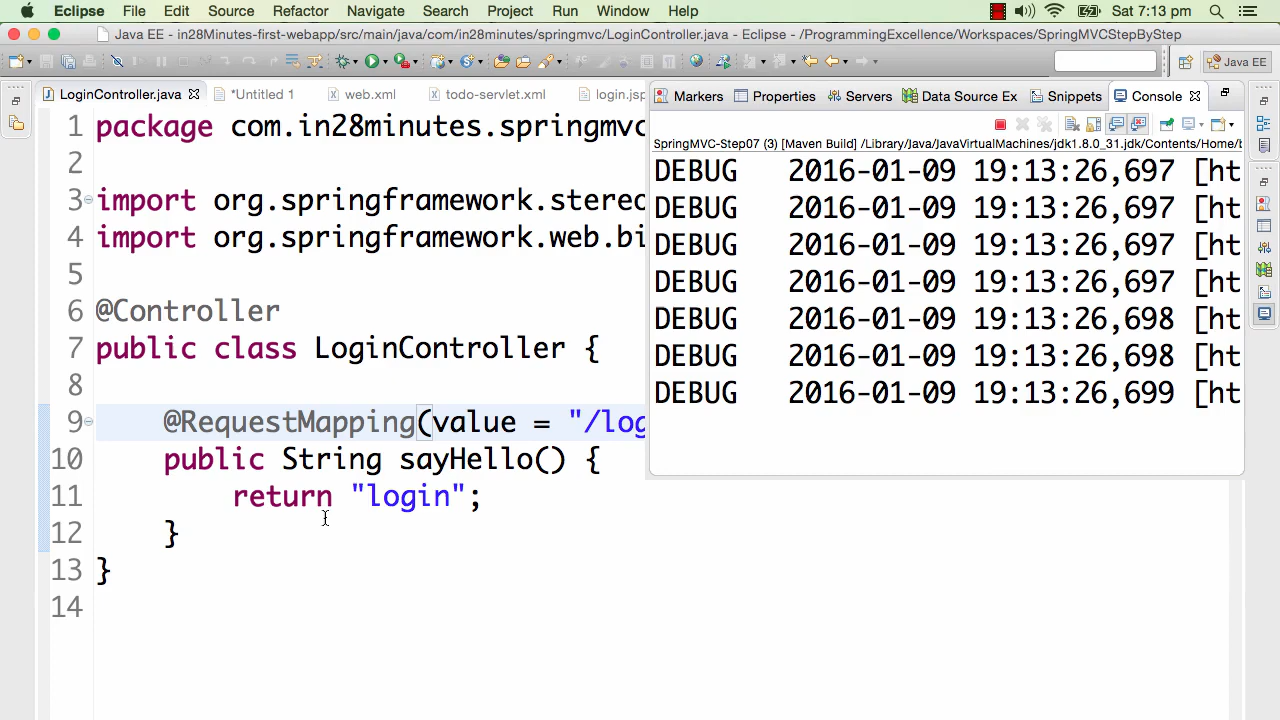 Eclipse File Edit Source Refactor Navigate Search Project Run Window Help Sat 7:13 pm
Java EE - in28Minutes-first-webapp/src/main/java/com/in28minutes/springmvc/LoginController.java - Eclipse - /ProgrammingExcellence/Workspaces/SpringMVCStepByStep
Java EE
LoginController.java *Untitled 1 web.xml todo-servlet.xml login.jsp
Markers Properties Servers Data Source Ex Snippets Console
SpringMVC-Step07 (3) [Maven Build] /Library/Java/JavaVirtualMachines/jdk1.8.0_31.jdk/Contents/Home/
DEBUG 2016-01-09 19:13:26,697 [ht
DEBUG 2016-01-09 19:13:26,697 [ht
DEBUG 2016-01-09 19:13:26,697 [ht
DEBUG 2016-01-09 19:13:26,697 [ht
DEBUG 2016-01-09 19:13:26,698 [ht
DEBUG 2016-01-09 19:13:26,698 [ht
DEBUG 2016-01-09 19:13:26,699 [ht
1 package com.in28minutes.springmvc
2
3 import org.springframework.stereo
4 import org.springframework.web.bi
5
6 @Controller
7 public class LoginController {
8
9 @RequestMapping(value = "/log
10 public String sayHello() {
11 return "login";
12 }
13 }
14